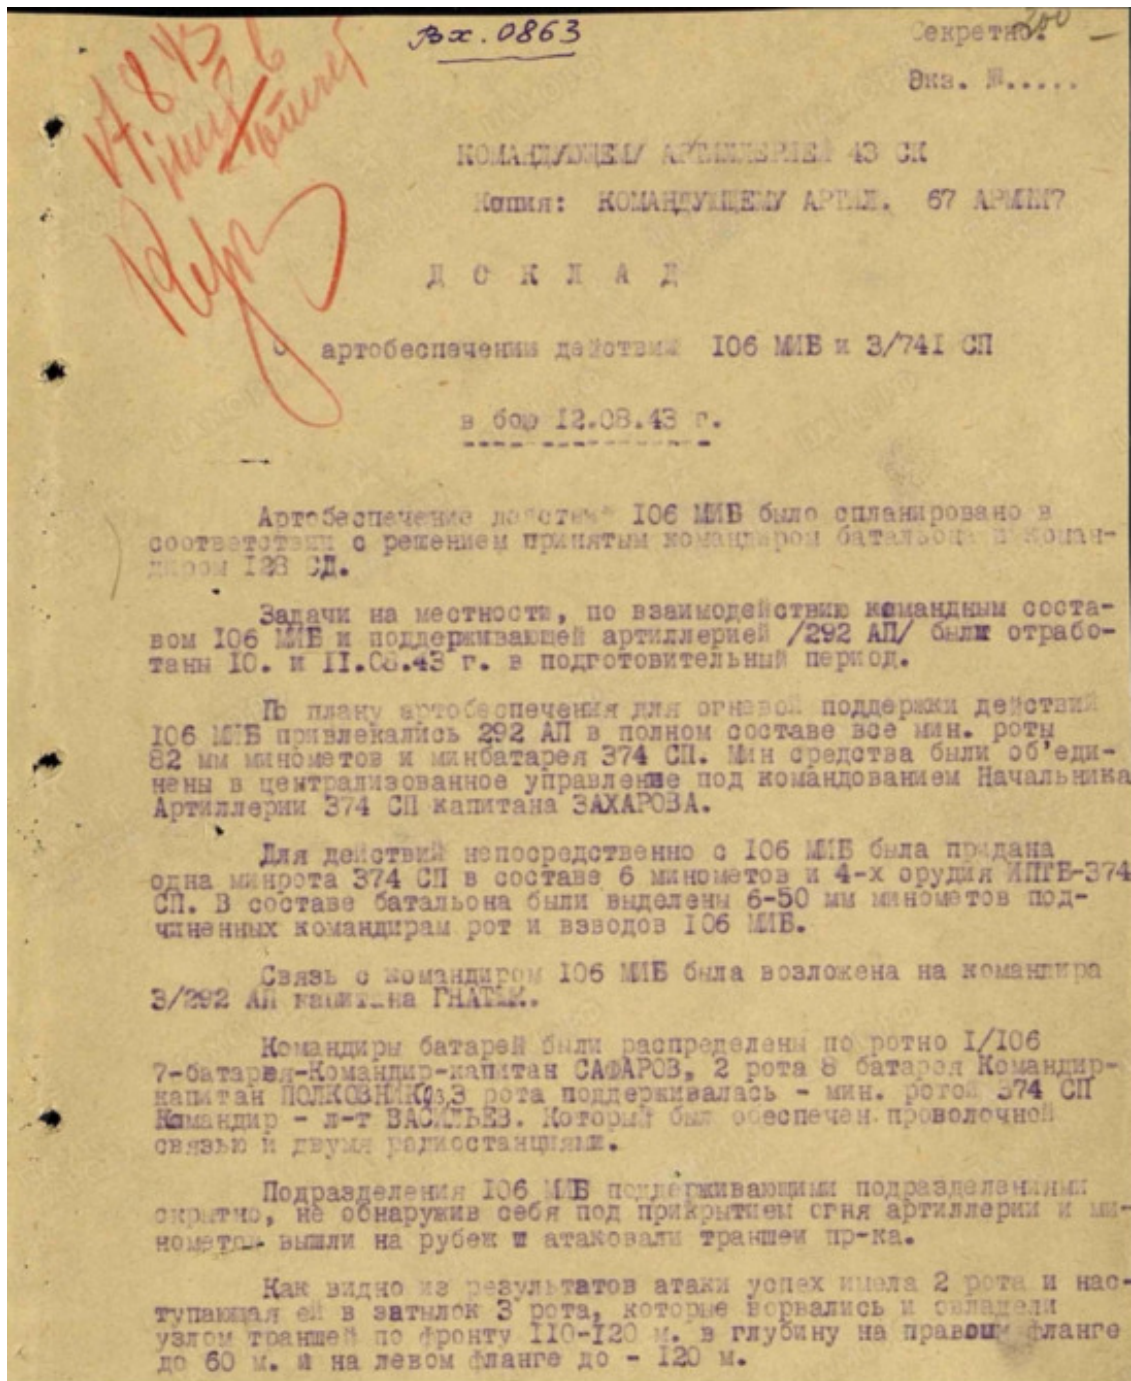 Вх. 0863
200
Секретно.
Экз. №.....
17 8 43
КОМАНДУЮЩЕМУ АРТИЛЛЕРИЕЙ 43 СК
Копия: КОМАНДУЮЩЕМУ АРТИЛ. 67 АРМИИ?
Д О К Л А Д
О артобеспечении действий 106 МИБ и 3/741 СП
в бою 12.08.43 г.
Артобеспечение действий 106 МИБ было спланировано в
соответствии с решением принятым командиром батальона и коман-
диром 128 СД.
Задачи на местности, по взаимодействию командным соста-
вом 106 МИБ и поддерживающей артиллерией /292 АП/ были отрабо-
таны 10. и 11.08.43 г. в подготовительный период.
По плану артобеспечения для огневой поддержки действий
106 МИБ привлекались 292 АП в полном составе все мин. роты
82 мм минометов и минбатарея 374 СП. Мин средства были об'еди-
нены в централизованное управление под командованием Начальника
Артиллерии 374 СП капитана ЗАХАРОВА.
Для действий непосредственно с 106 МИБ была придана
одна минрота 374 СП в составе 6 минометов и 4-х орудия ИПТБ-374
СП. В составе батальона были выделены 6-50 мм минометов под-
чиненных командирам рот и взводов 106 МИБ.
Связь с командиром 106 МИБ была возложена на командира
3/292 АП капитана ГНАТЮК.
Командиры батарей были распределены по ротно 1/106
7-батарея-Командир-капитан САФАРОВ, 2 рота 8 батарея Командир-
капитан ПОЛКОВНИКОВ, 3 рота поддерживалась - мин. ротой 374 СП
Командир - л-т ВАСИЛЬЕВ. Который был обеспечен проволочной
связью и двумя радиостанциями.
Подразделения 106 МИБ поддерживающими подразделениями
скрытно, не обнаружив себя под прикрытием огня артиллерии и ми-
нометов вышли на рубеж и атаковали траншеи пр-ка.
Как видно из результатов атаки успех имела 2 рота и нас-
тупающая ей в затылок 3 рота, которые ворвались и овладели
узлом траншей по фронту 110-120 м. в глубину на правом фланге
до 60 м. и на левом фланге до - 120 м.